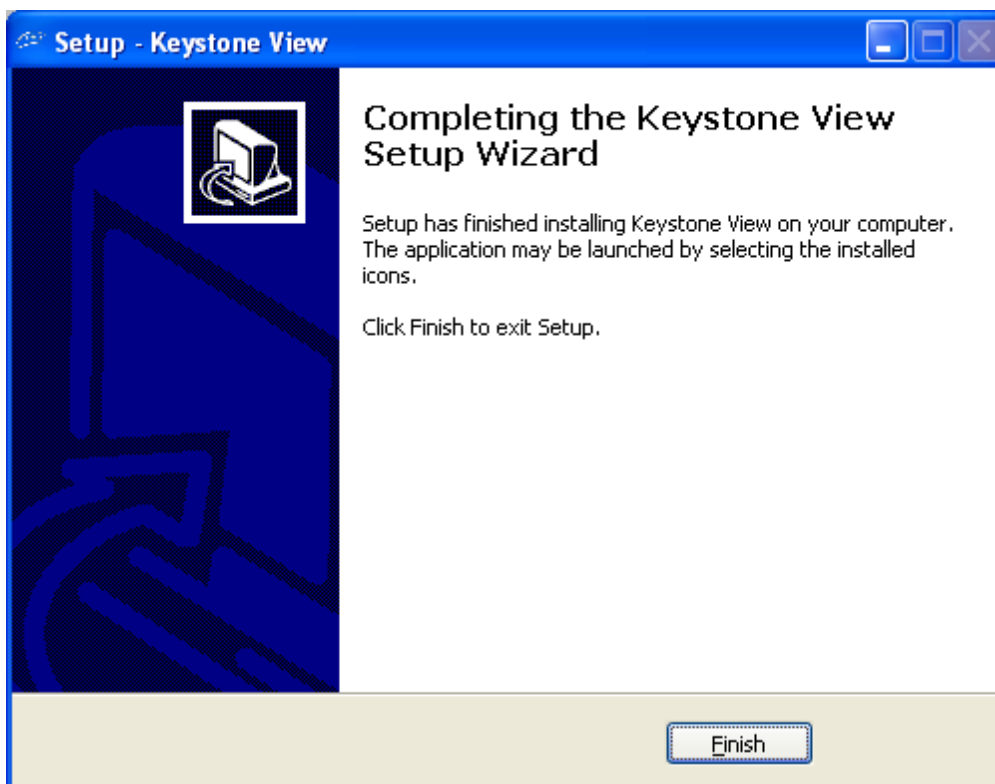 Setup - Keystone View
Completing the Keystone View
Setup Wizard
Setup has finished installing Keystone View on your computer.
The application may be launched by selecting the installed
icons.
Click Finish to exit Setup.
Finish